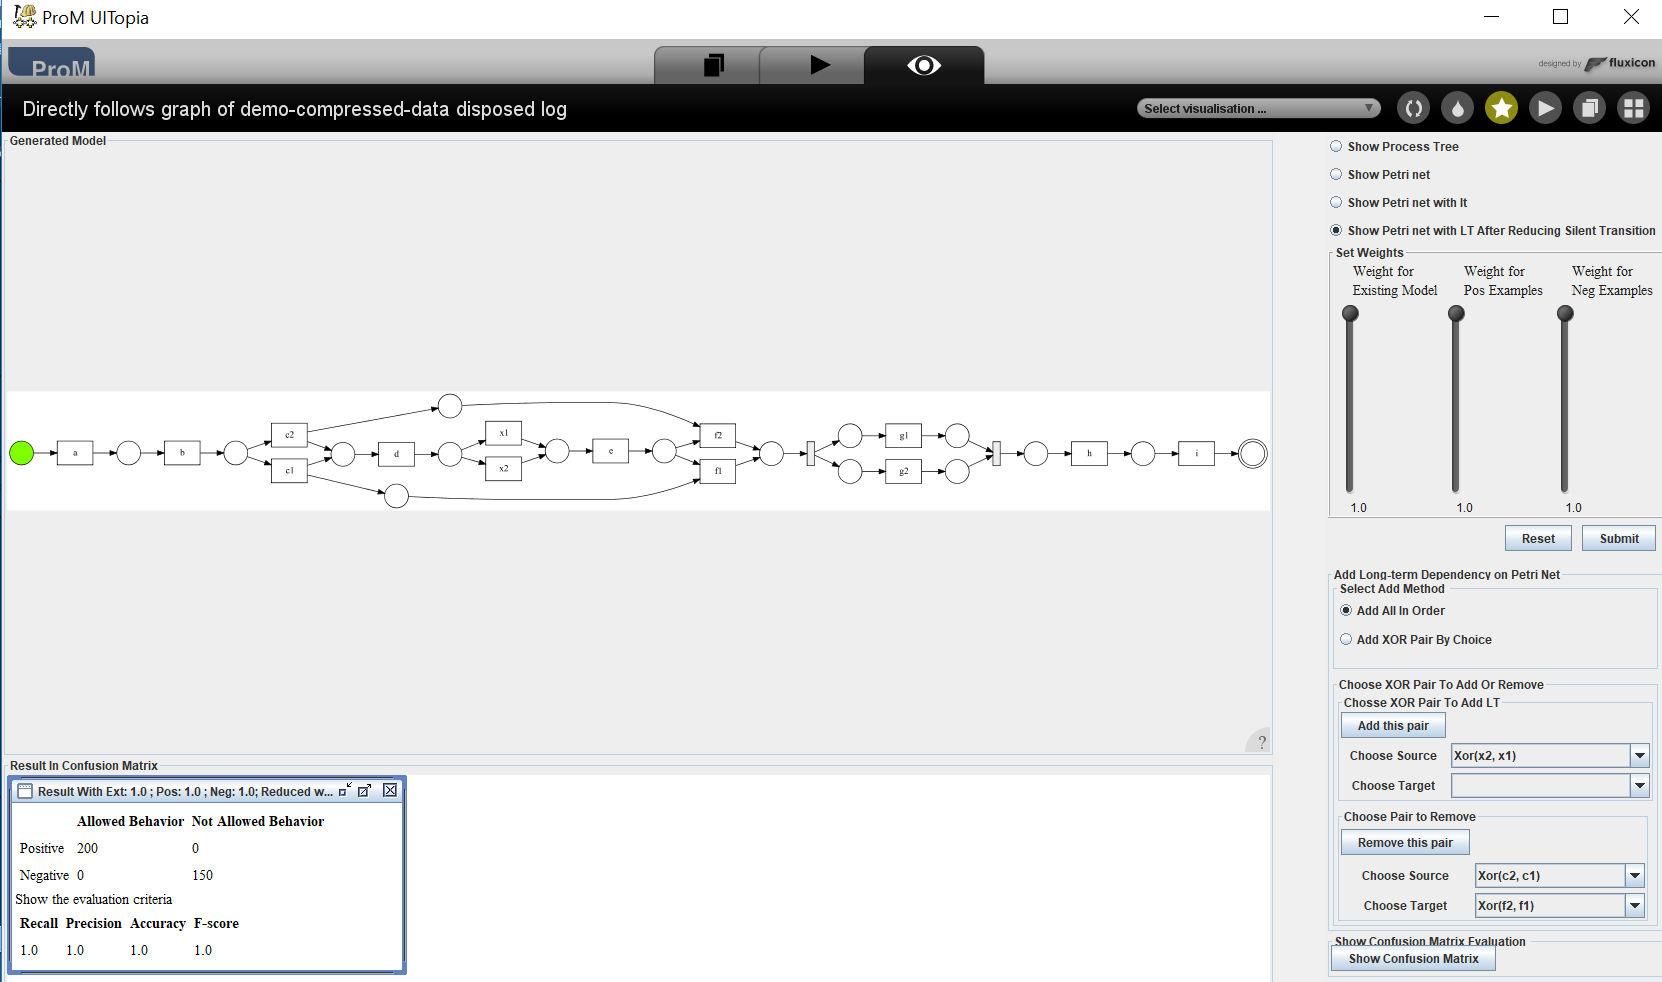 ProM UITopia
ProM
designed by fluxicon
Directly follows graph of demo-compressed-data disposed log
Select visualisation ...
Generated Model
a
b
c2
c1
d
x1
x2
e
f2
f1
g1
g2
h
i
?
Show Process Tree
Show Petri net
Show Petri net with lt
Show Petri net with LT After Reducing Silent Transition
Set Weights
Weight for Existing Model
Weight for Pos Examples
Weight for Neg Examples
1.0 1.0 1.0
Reset Submit
Add Long-term Dependency on Petri Net
Select Add Method
Add All In Order
Add XOR Pair By Choice
Choose XOR Pair To Add Or Remove
Chosse XOR Pair To Add LT
Add this pair
Choose Source Xor(x2, x1)
Choose Target
Choose Pair to Remove
Remove this pair
Choose Source Xor(c2, c1)
Choose Target Xor(f2, f1)
Show Confusion Matrix Evaluation
Show Confusion Matrix
Result In Confusion Matrix
Result With Ext: 1.0 ; Pos: 1.0 ; Neg: 1.0; Reduced w...
Allowed Behavior Not Allowed Behavior
Positive 200 0
Negative 0 150
Show the evaluation criteria
Recall Precision Accuracy F-score
1.0 1.0 1.0 1.0